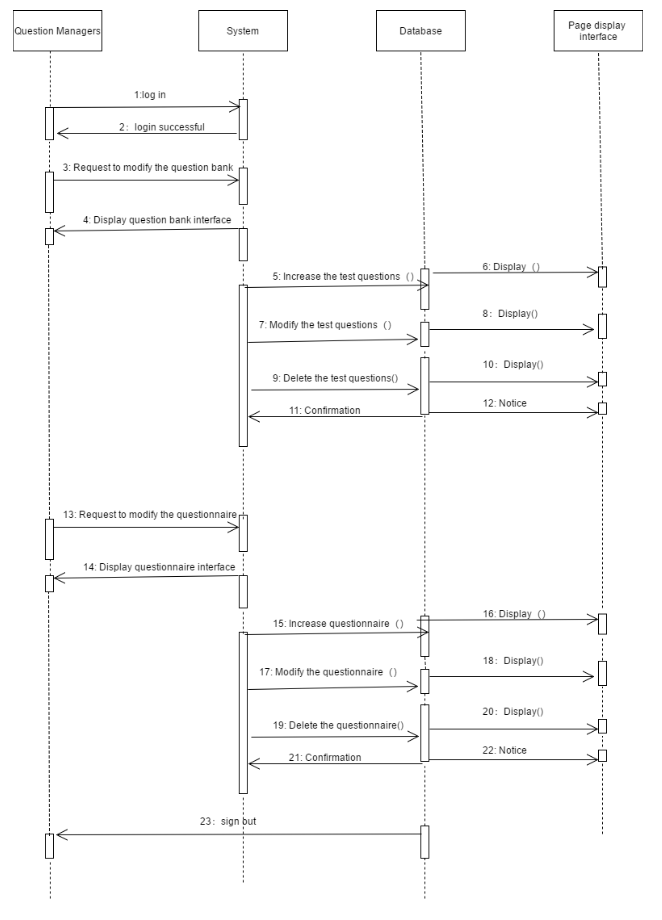 Question Managers
System
Database
Page display
interface
1:log in
2：login successful
3: Request to modify the question bank
4: Display question bank interface
5: Increase the test questions（）
6: Display（）
7: Modify the test questions（）
8：Display()
9: Delete the test questions()
10：Display()
11: Confirmation
12: Notice
13: Request to modify the questionnaire
14: Display questionnaire interface
15: Increase questionnaire（）
16: Display（）
17: Modify the questionnaire（）
18：Display()
19: Delete the questionnaire()
20：Display()
21: Confirmation
22: Notice
23：sign out